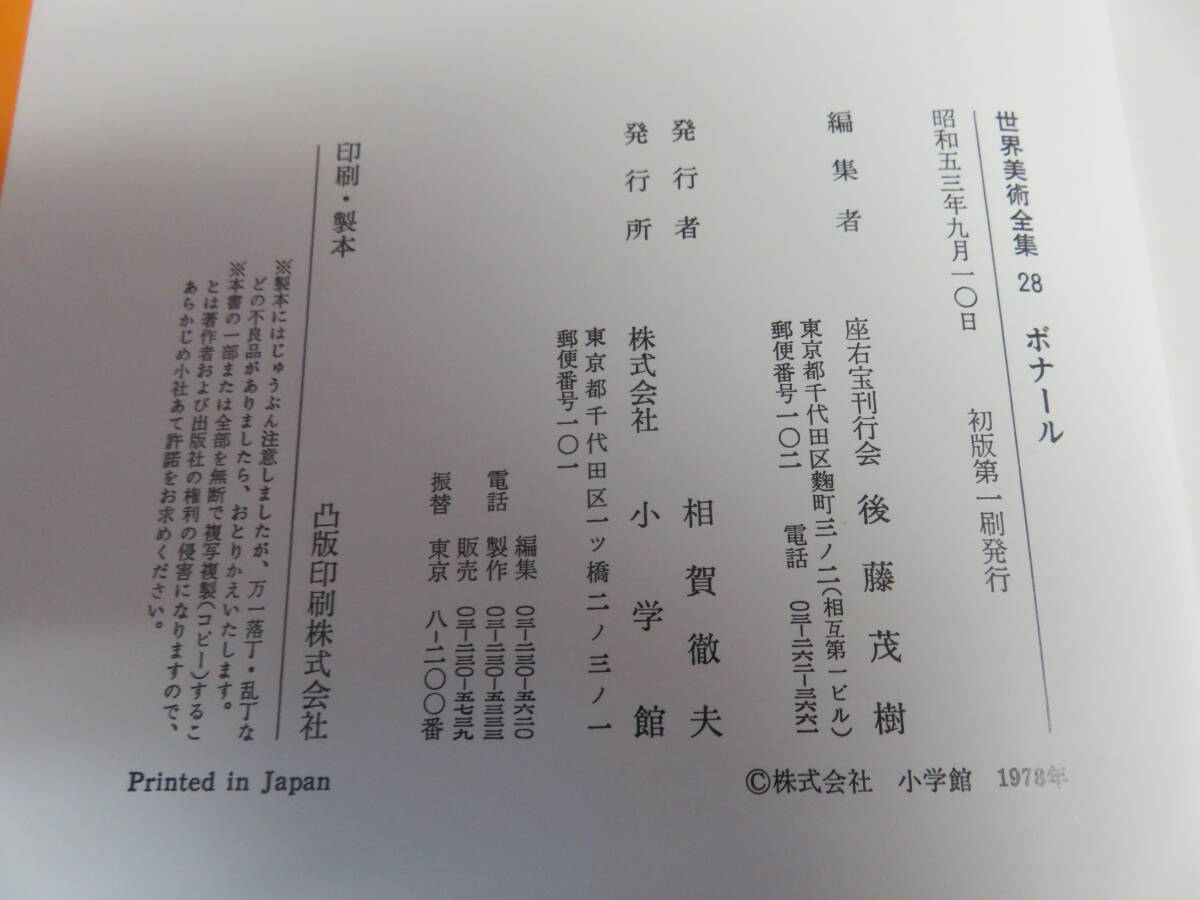 世界美術全集 28 ボナール
昭和五三年九月一〇日 初版第一刷発行
編集者 座右宝刊行会 後藤茂樹
東京都千代田区麴町三ノ二(相互第一ビル)
郵便番号一〇二 電話 〇三-二六二-三六六一
発行者 相賀徹夫
発行所 株式会社 小学館
東京都千代田区一ツ橋二ノ三ノ一
郵便番号一〇一
編集 〇三-二三〇-五六二〇
電話 製作 〇三-二三〇-五三三三
販売 〇三-二三〇-五七三九
振替 東京 八-二〇〇番
印刷・製本 凸版印刷株式会社
※製本にはじゅうぶん注意しましたが、万一落丁・乱丁な
どの不良品がありましたら、おとりかえいたします。
※本書の一部または全部を無断で複写複製(コピー)するこ
とは著作者および出版社の権利の侵害になりますので、
あらかじめ小社あて許諾をお求めください。
©株式会社 小学館 1978年
Printed in Japan